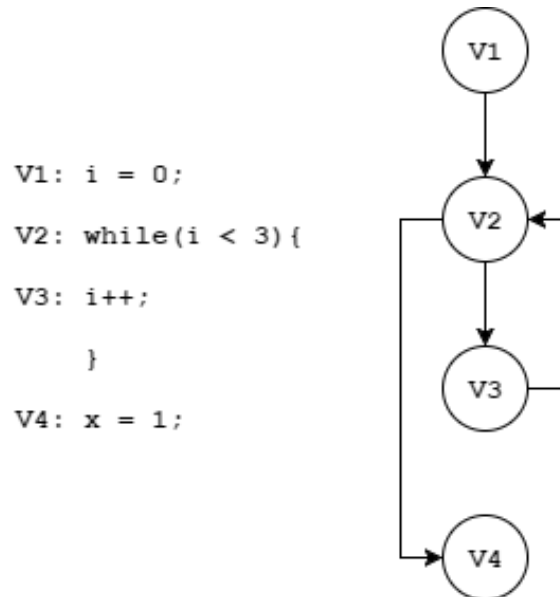 V1
V1: i = 0;
V2: while(i < 3){
V2
V3: i++;
}
V3
V4: x = 1;
V4